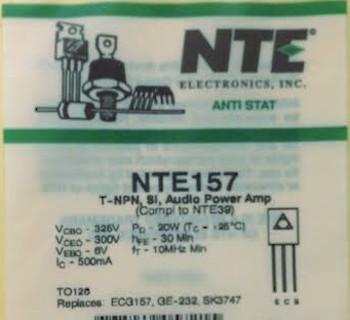 NTE
ELECTRONICS, INC.
ANTI STAT
NTE157
T-NPN, SI, Audio Power Amp
(Compl to NTE39)
VCBO - 325V PD - 20W (TC = +25°C)
VCEO - 300V hFE - 30 Min
VEBO - 6V fT - 10MHz Min
IC - 500mA
TO126
Replaces: ECG157, GE-232, SK3747
E C B